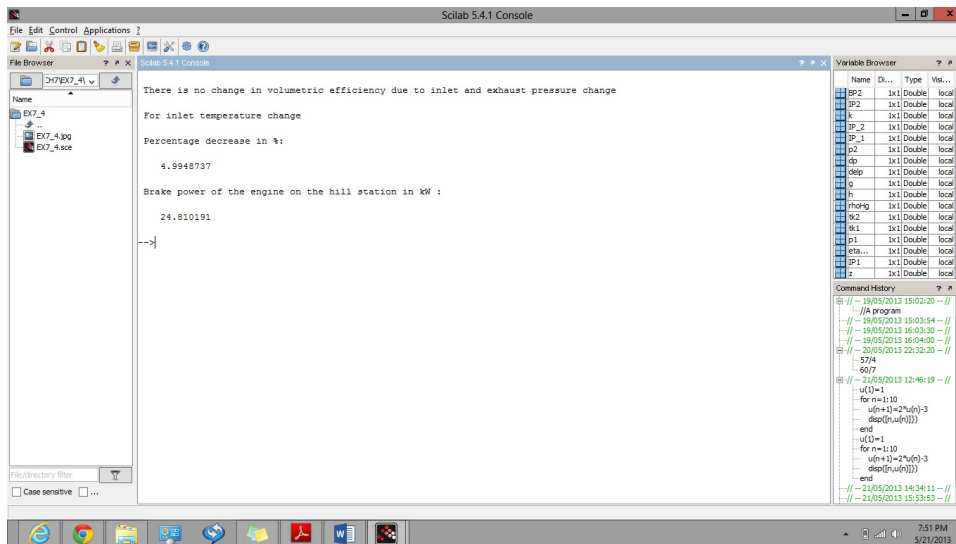 Scilab 5.4.1 Console
File Edit Control Applications ?
File Browser ? × Scilab 5.4.1 Console ? × Variable Browser ?
CH7\EX7_4\
Name
EX7_4
..
EX7_4.jpg
EX7_4.sce
There is no change in volumetric efficiency due to inlet and exhaust pressure change
For inlet temperature change
Percentage decrease in %:
4.9948737
Brake power of the engine on the hill station in kW :
24.810191
-->
Name Di... Type Visi...
BP2 1x1 Double local
IP2 1x1 Double local
k 1x1 Double local
IP_2 1x1 Double local
IP_1 1x1 Double local
p2 1x1 Double local
dp 1x1 Double local
delp 1x1 Double local
g 1x1 Double local
h 1x1 Double local
rhoHg 1x1 Double local
tk2 1x1 Double local
tk1 1x1 Double local
p1 1x1 Double local
eta... 1x1 Double local
IP1 1x1 Double local
z 1x1 Double local
Command History ?
// -- 19/05/2013 15:02:20 -- //
//A program
// -- 19/05/2013 15:03:54 -- //
// -- 19/05/2013 16:03:30 -- //
// -- 19/05/2013 16:04:00 -- //
// -- 20/05/2013 22:32:20 -- //
57/4
60/7
// -- 21/05/2013 12:46:19 -- //
u(1)=1
for n=1:10
u(n+1)=2*u(n)-3
disp([n,u(n)])
end
u(1)=1
for n=1:10
u(n+1)=2*u(n)-3
disp([n,u(n)])
end
// -- 21/05/2013 14:34:11 -- //
// -- 21/05/2013 15:53:53 -- //
File/directory filter
Case sensitive ...
7:51 PM
5/21/2013